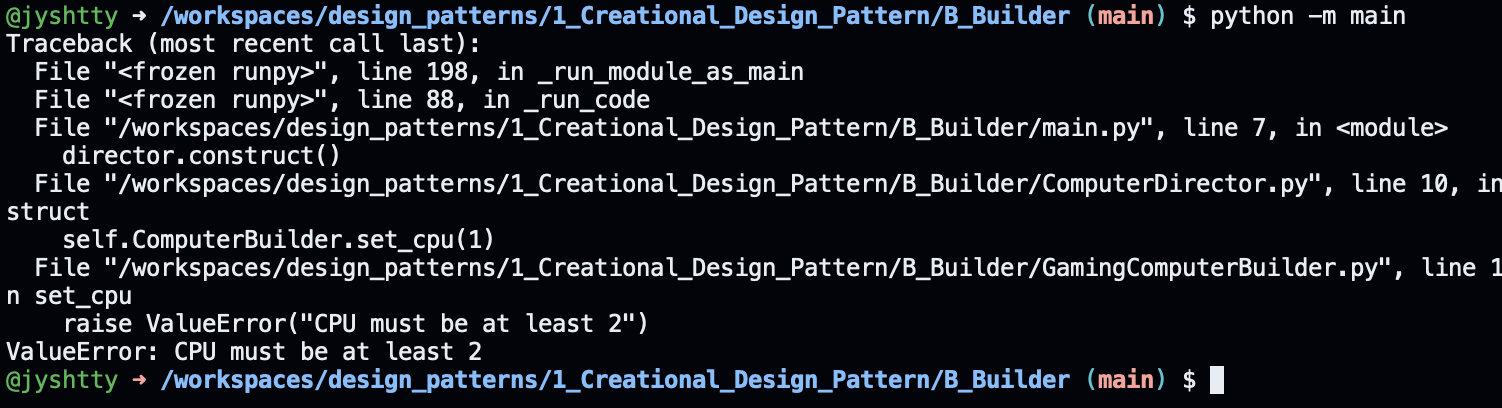 @jyshtty ➜ /workspaces/design_patterns/1_Creational_Design_Pattern/B_Builder (main) $ python -m main
Traceback (most recent call last):
  File "<frozen runpy>", line 198, in _run_module_as_main
  File "<frozen runpy>", line 88, in _run_code
  File "/workspaces/design_patterns/1_Creational_Design_Pattern/B_Builder/main.py", line 7, in <module>
    director.construct()
  File "/workspaces/design_patterns/1_Creational_Design_Pattern/B_Builder/ComputerDirector.py", line 10, in
struct
    self.ComputerBuilder.set_cpu(1)
  File "/workspaces/design_patterns/1_Creational_Design_Pattern/B_Builder/GamingComputerBuilder.py", line 1
n set_cpu
    raise ValueError("CPU must be at least 2")
ValueError: CPU must be at least 2
@jyshtty ➜ /workspaces/design_patterns/1_Creational_Design_Pattern/B_Builder (main) $